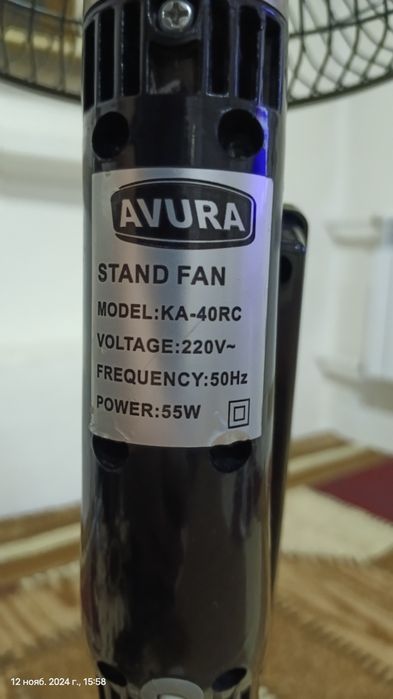 AVURA
STAND FAN
MODEL:KA-40RC
VOLTAGE:220V~
FREQUENCY:50Hz
POWER:55W
12 нояб. 2024 г., 15:58